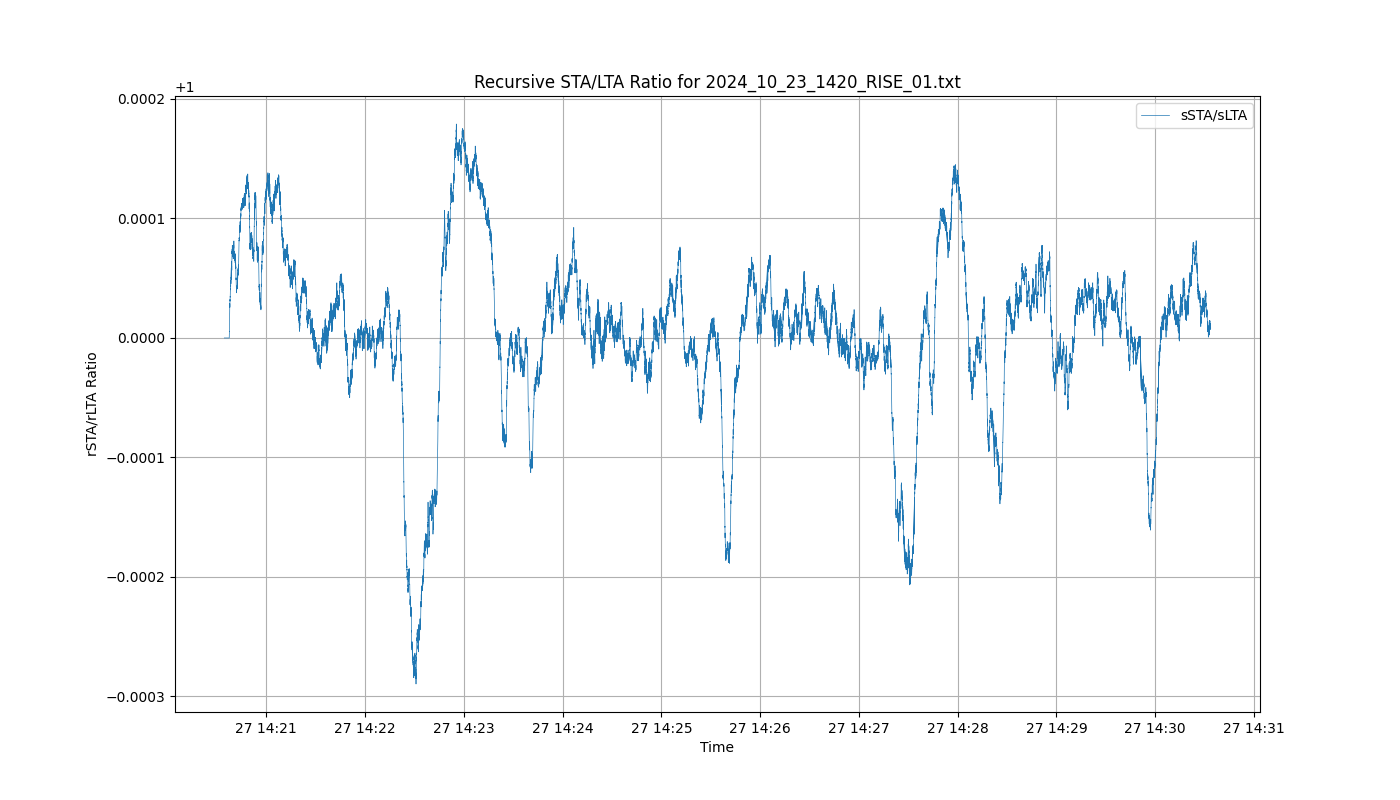 Recursive STA/LTA Ratio for 2024_10_23_1420_RISE_01.txt
+1
0.0002
0.0001
0.0000
−0.0001
−0.0002
−0.0003
rSTA/rLTA Ratio
sSTA/sLTA
27 14:21 27 14:22 27 14:23 27 14:24 27 14:25 27 14:26 27 14:27 27 14:28 27 14:29 27 14:30 27 14:31
Time